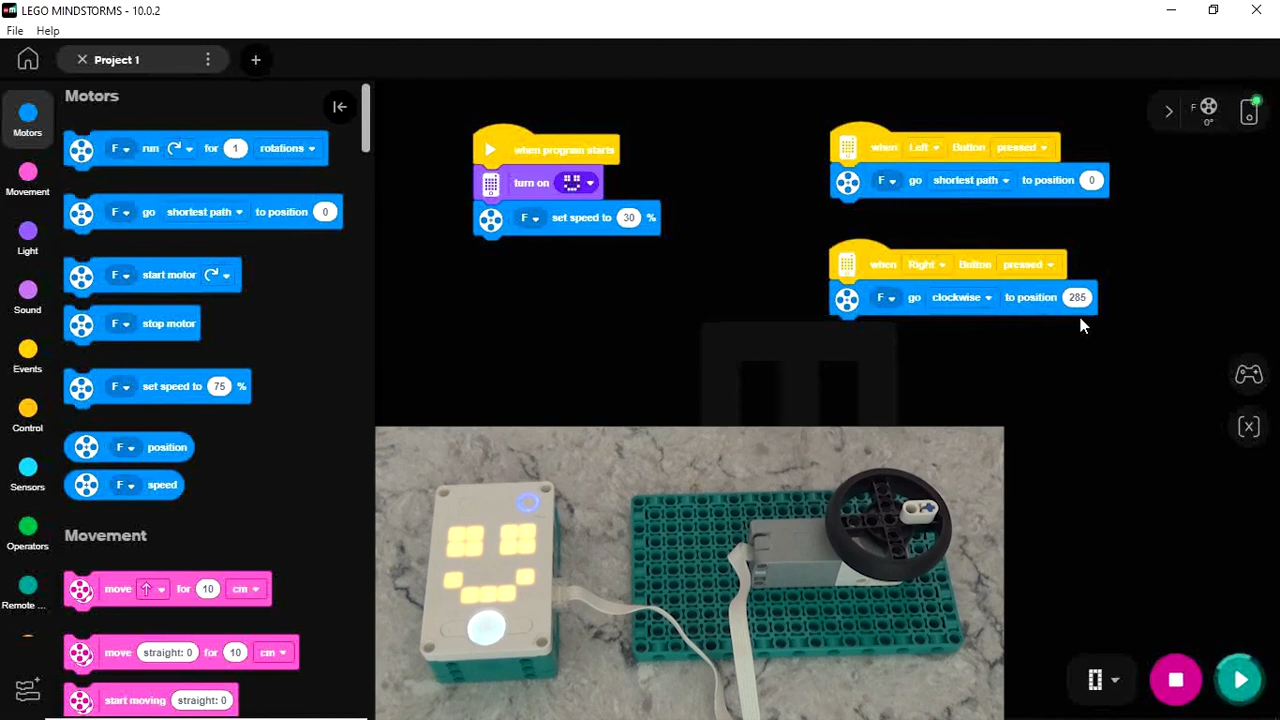 LEGO MINDSTORMS - 10.0.2
File Help
Project 1
Motors
Motors
Movement
Light
Sound
Events
Control
Sensors
Operators
Remote ...
F run for 1 rotations
F go shortest path to position 0
F start motor
F stop motor
F set speed to 75 %
F position
F speed
Movement
move for 10 cm
move straight: 0 for 10 cm
start moving straight: 0
when program starts
turn on
F set speed to 30 %
when Left Button pressed
F go shortest path to position 0
when Right Button pressed
F go clockwise to position 285
F
0°